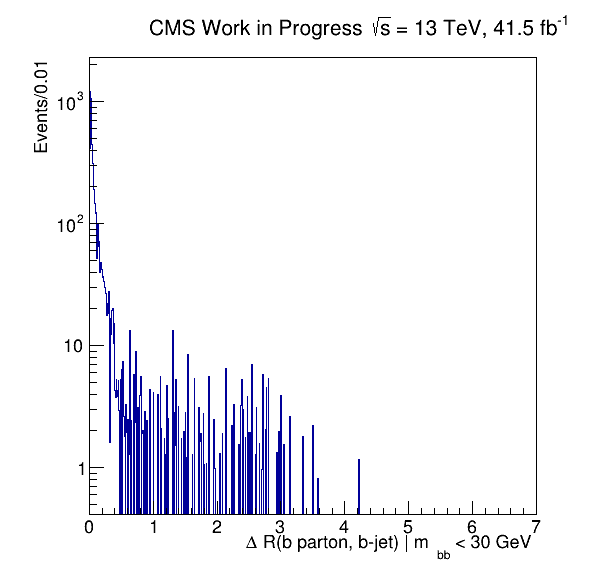 CMS Work in Progress √s = 13 TeV, 41.5 fb⁻¹
Events/0.01
10³
10²
10
1
0 1 2 3 4 5 6 7
Δ R(b parton, b-jet) | m_bb < 30 GeV